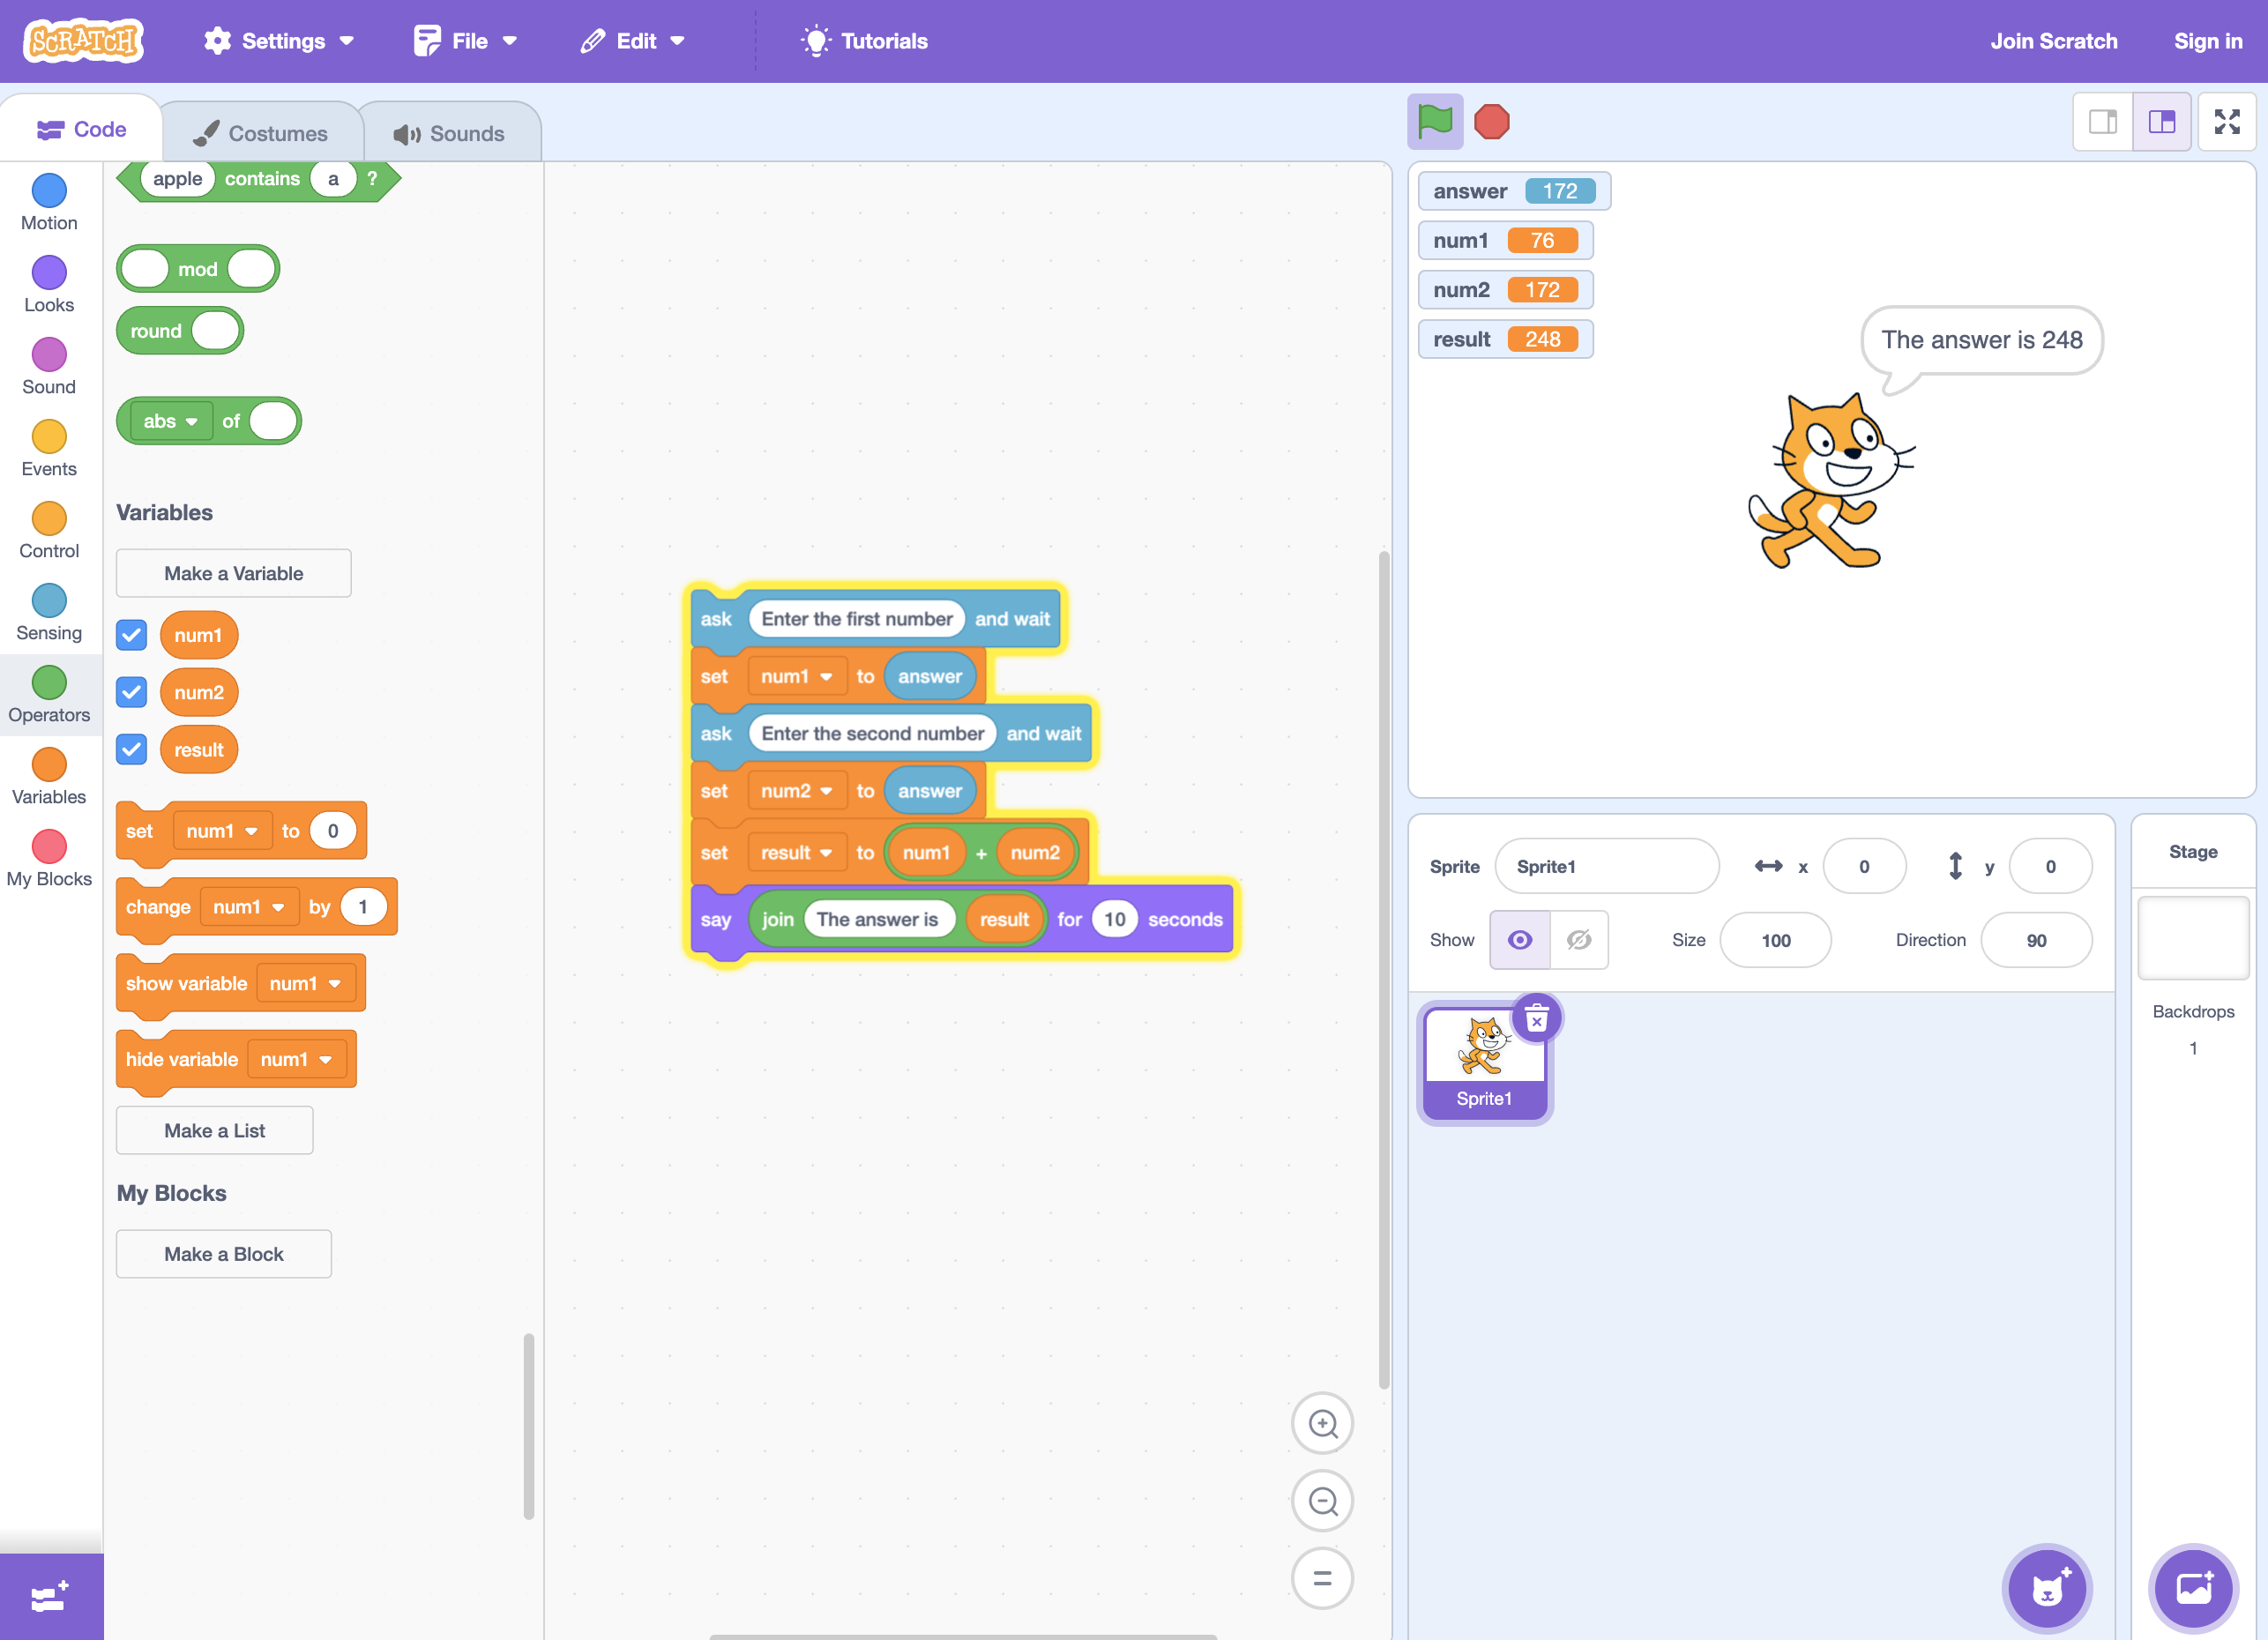 SCRATCH Settings File Edit Tutorials Join Scratch Sign in
Code Costumes Sounds
Motion
Looks
Sound
Events
Control
Sensing
Operators
Variables
My Blocks
apple contains a ?
mod
round
abs of
Variables
Make a Variable
num1
num2
result
set num1 to 0
change num1 by 1
show variable num1
hide variable num1
Make a List
My Blocks
Make a Block
ask Enter the first number and wait
set num1 to answer
ask Enter the second number and wait
set num2 to answer
set result to num1 + num2
say join The answer is result for 10 seconds
answer 172
num1 76
num2 172
result 248
The answer is 248
Sprite Sprite1 x 0 y 0
Show Size 100 Direction 90
Sprite1
Stage
Backdrops
1